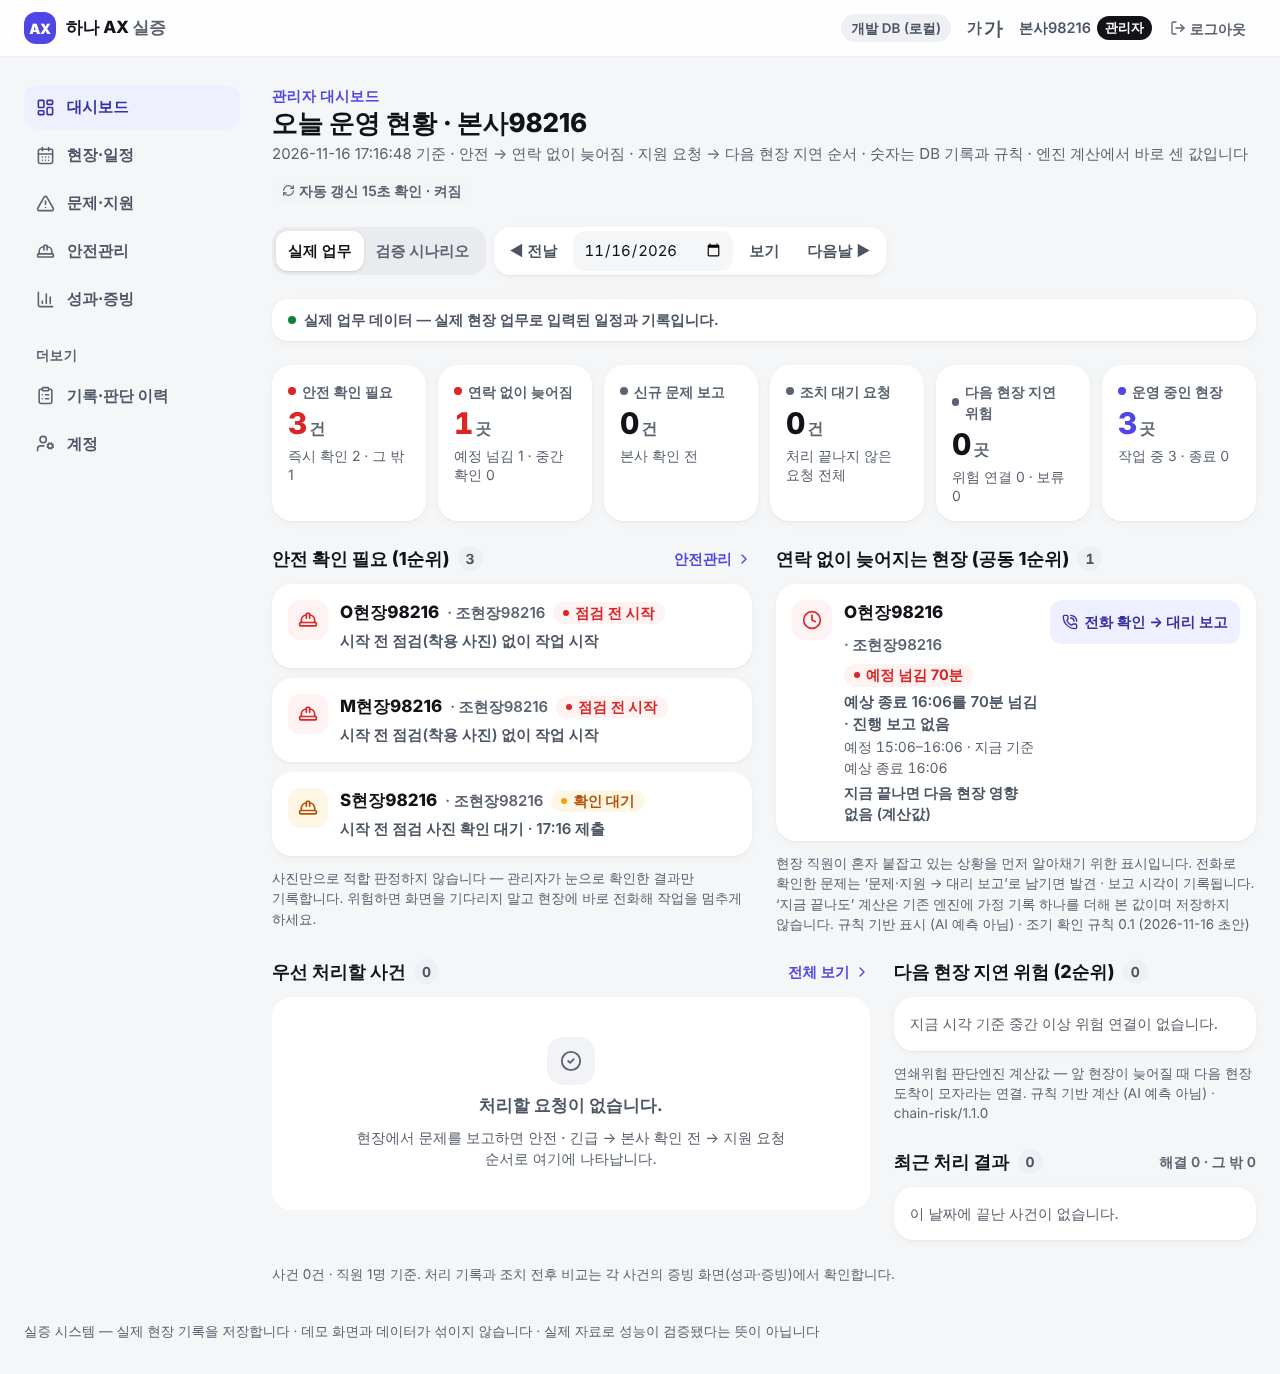 AX 하나 AX 실증
개발 DB (로컬) 가 가 본사98216 관리자 로그아웃
대시보드
현장·일정
문제·지원
안전관리
성과·증빙
더보기
기록·판단 이력
계정
관리자 대시보드
오늘 운영 현황 · 본사98216
2026-11-16 17:16:48 기준 · 안전 → 연락 없이 늦어짐 · 지원 요청 → 다음 현장 지연 순서 · 숫자는 DB 기록과 규칙 · 엔진 계산에서 바로 센 값입니다
자동 갱신 15초 확인 · 켜짐
실제 업무 검증 시나리오 ◀ 전날 11/16/2026 보기 다음날 ▶
실제 업무 데이터 — 실제 현장 업무로 입력된 일정과 기록입니다.
안전 확인 필요
3건
즉시 확인 2 · 그 밖
1
연락 없이 늦어짐
1곳
예정 넘김 1 · 중간
확인 0
신규 문제 보고
0건
본사 확인 전
조치 대기 요청
0건
처리 끝나지 않은
요청 전체
다음 현장 지연
위험
0곳
위험 연결 0 · 보류
0
운영 중인 현장
3곳
작업 중 3 · 종료 0
안전 확인 필요 (1순위) 3 안전관리
O현장98216 · 조현장98216 점검 전 시작
시작 전 점검(착용 사진) 없이 작업 시작
M현장98216 · 조현장98216 점검 전 시작
시작 전 점검(착용 사진) 없이 작업 시작
S현장98216 · 조현장98216 확인 대기
시작 전 점검 사진 확인 대기 · 17:16 제출
사진만으로 적합 판정하지 않습니다 — 관리자가 눈으로 확인한 결과만
기록합니다. 위험하면 화면을 기다리지 말고 현장에 바로 전화해 작업을 멈추게
하세요.
연락 없이 늦어지는 현장 (공동 1순위) 1
O현장98216
· 조현장98216
예정 넘김 70분
예상 종료 16:06를 70분 넘김
· 진행 보고 없음
예정 15:06–16:06 · 지금 기준
예상 종료 16:06
지금 끝나면 다음 현장 영향
없음 (계산값)
전화 확인 → 대리 보고
현장 직원이 혼자 붙잡고 있는 상황을 먼저 알아채기 위한 표시입니다. 전화로
확인한 문제는 ‘문제·지원 → 대리 보고’로 남기면 발견 · 보고 시각이 기록됩니다.
‘지금 끝나도’ 계산은 기존 엔진에 가정 기록 하나를 더해 본 값이며 저장하지
않습니다. 규칙 기반 표시 (AI 예측 아님) · 조기 확인 규칙 0.1 (2026-11-16 초안)
우선 처리할 사건 0 전체 보기
처리할 요청이 없습니다.
현장에서 문제를 보고하면 안전 · 긴급 → 본사 확인 전 → 지원 요청
순서로 여기에 나타납니다.
다음 현장 지연 위험 (2순위) 0
지금 시각 기준 중간 이상 위험 연결이 없습니다.
연쇄위험 판단엔진 계산값 — 앞 현장이 늦어질 때 다음 현장
도착이 모자라는 연결. 규칙 기반 계산 (AI 예측 아님) ·
chain-risk/1.1.0
최근 처리 결과 0 해결 0 · 그 밖 0
이 날짜에 끝난 사건이 없습니다.
사건 0건 · 직원 1명 기준. 처리 기록과 조치 전후 비교는 각 사건의 증빙 화면(성과·증빙)에서 확인합니다.
실증 시스템 — 실제 현장 기록을 저장합니다 · 데모 화면과 데이터가 섞이지 않습니다 · 실제 자료로 성능이 검증됐다는 뜻이 아닙니다